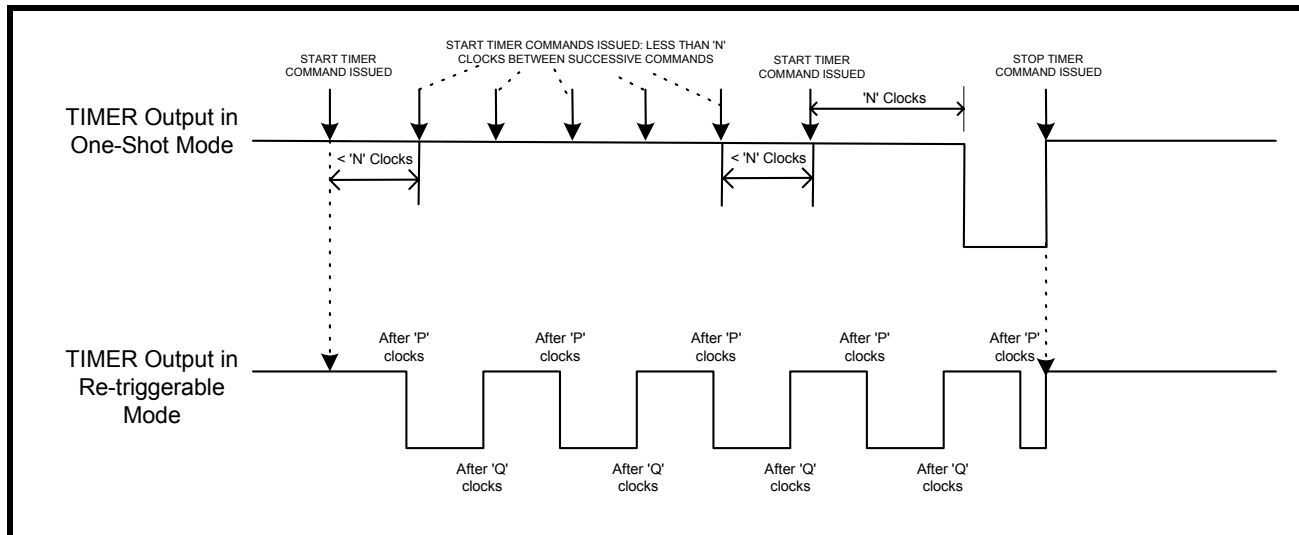 START TIMER
COMMAND ISSUED
START TIMER COMMANDS ISSUED: LESS THAN 'N'
CLOCKS BETWEEN SUCCESSIVE COMMANDS
START TIMER
COMMAND ISSUED
STOP TIMER
COMMAND ISSUED
'N' Clocks
TIMER Output in
One-Shot Mode
< 'N' Clocks
< 'N' Clocks
After 'P'
clocks
After 'P'
clocks
After 'P'
clocks
After 'P'
clocks
After 'P'
clocks
TIMER Output in
Re-triggerable
Mode
After 'Q'
clocks
After 'Q'
clocks
After 'Q'
clocks
After 'Q'
clocks